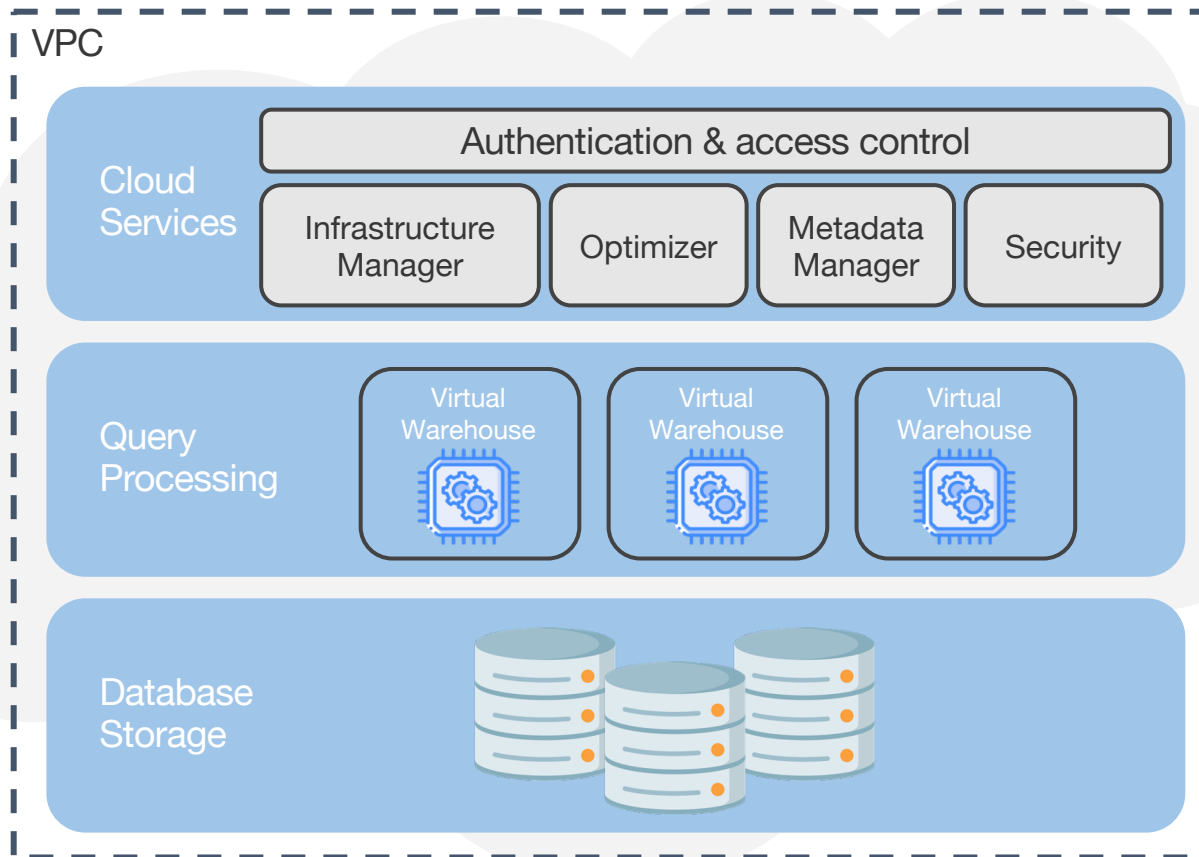 VPC
Cloud
Services
Authentication & access control
Infrastructure
Manager
Optimizer
Metadata
Manager
Security
Query
Processing
Virtual
Warehouse
Virtual
Warehouse
Virtual
Warehouse
Database
Storage